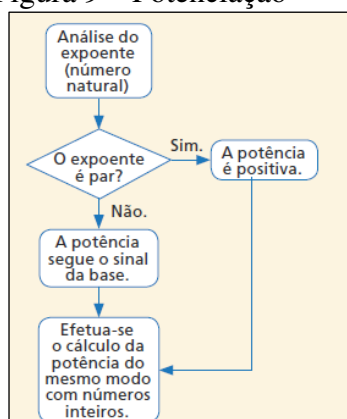 Figura 9 – Potenciação
Análise do
expoente
(número
natural)
O expoente
é par?
Sim.
A potência
é positiva.
Não.
A potência
segue o sinal
da base.
Efetua-se
o cálculo da
potência do
mesmo modo
com números
inteiros.